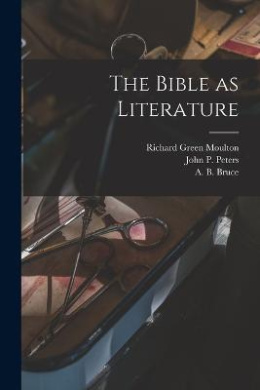 The Bible as
Literature
Richard Green Moulton
John P. Peters
A. B. Bruce